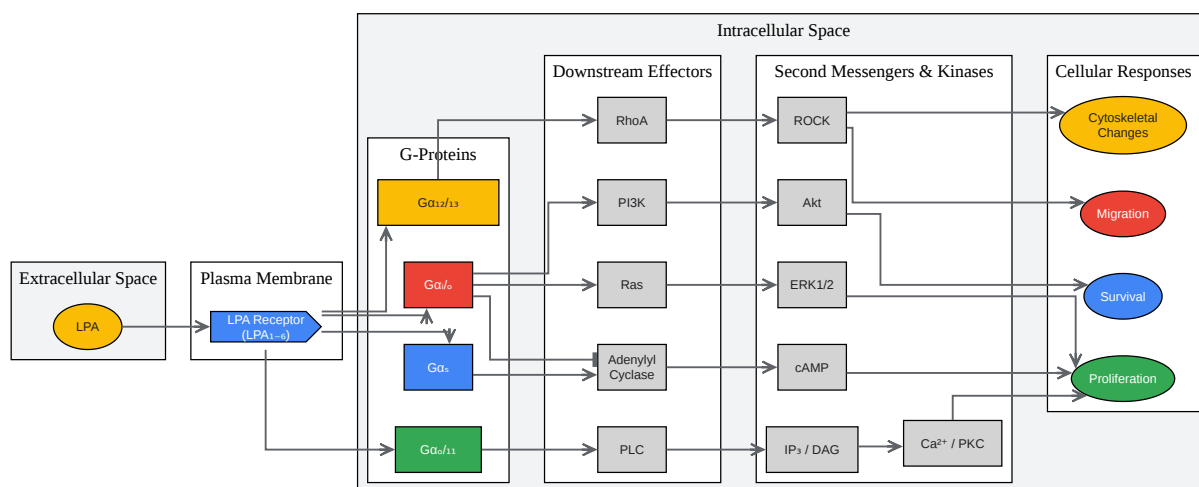 Intracellular Space
Downstream Effectors
Second Messengers & Kinases
Cellular Responses
RhoA
ROCK
Cytoskeletal
Changes
G-Proteins
Gα₁₂/₁₃
PI3K
Akt
Migration
Extracellular Space
Plasma Membrane
Gαᵢ/ₒ
Ras
ERK1/2
Survival
LPA
LPA Receptor
(LPA₁₋₆)
Gαₛ
Adenylyl
Cyclase
cAMP
Proliferation
Gαₒ/₁₁
PLC
IP₃ / DAG
Ca²⁺ / PKC